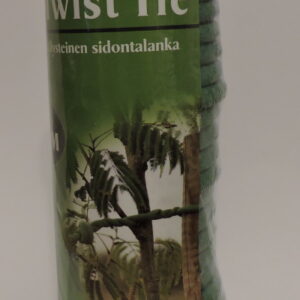 wist Tie
steinen sidontalanka
M